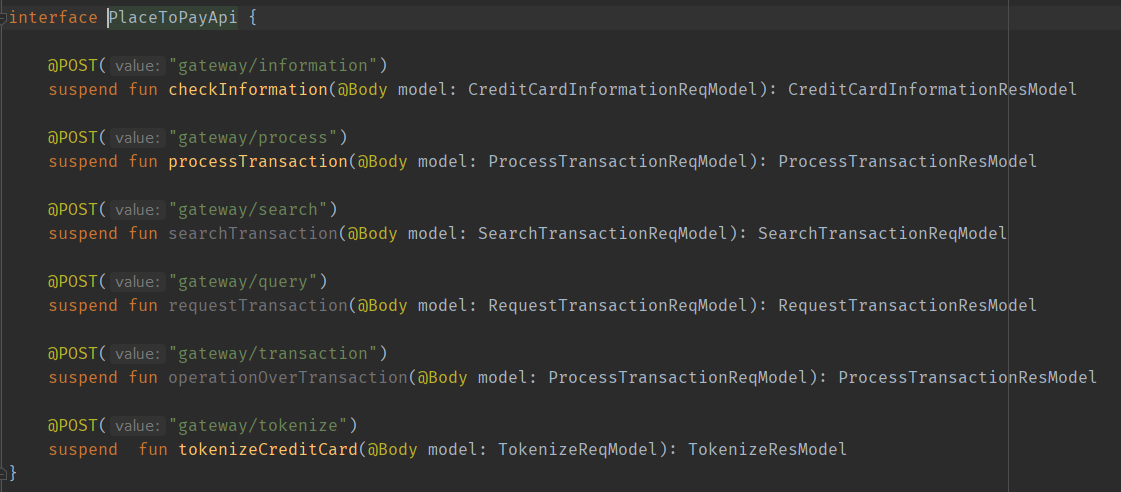 interface PlaceToPayApi {
@POST( value: "gateway/information")
suspend fun checkInformation(@Body model: CreditCardInformationReqModel): CreditCardInformationResModel
@POST( value: "gateway/process")
suspend fun processTransaction(@Body model: ProcessTransactionReqModel): ProcessTransactionResModel
@POST( value: "gateway/search")
suspend fun searchTransaction(@Body model: SearchTransactionReqModel): SearchTransactionReqModel
@POST( value: "gateway/query")
suspend fun requestTransaction(@Body model: RequestTransactionReqModel): RequestTransactionResModel
@POST( value: "gateway/transaction")
suspend fun operationOverTransaction(@Body model: ProcessTransactionReqModel): ProcessTransactionResModel
@POST( value: "gateway/tokenize")
suspend  fun tokenizeCreditCard(@Body model: TokenizeReqModel): TokenizeResModel
}